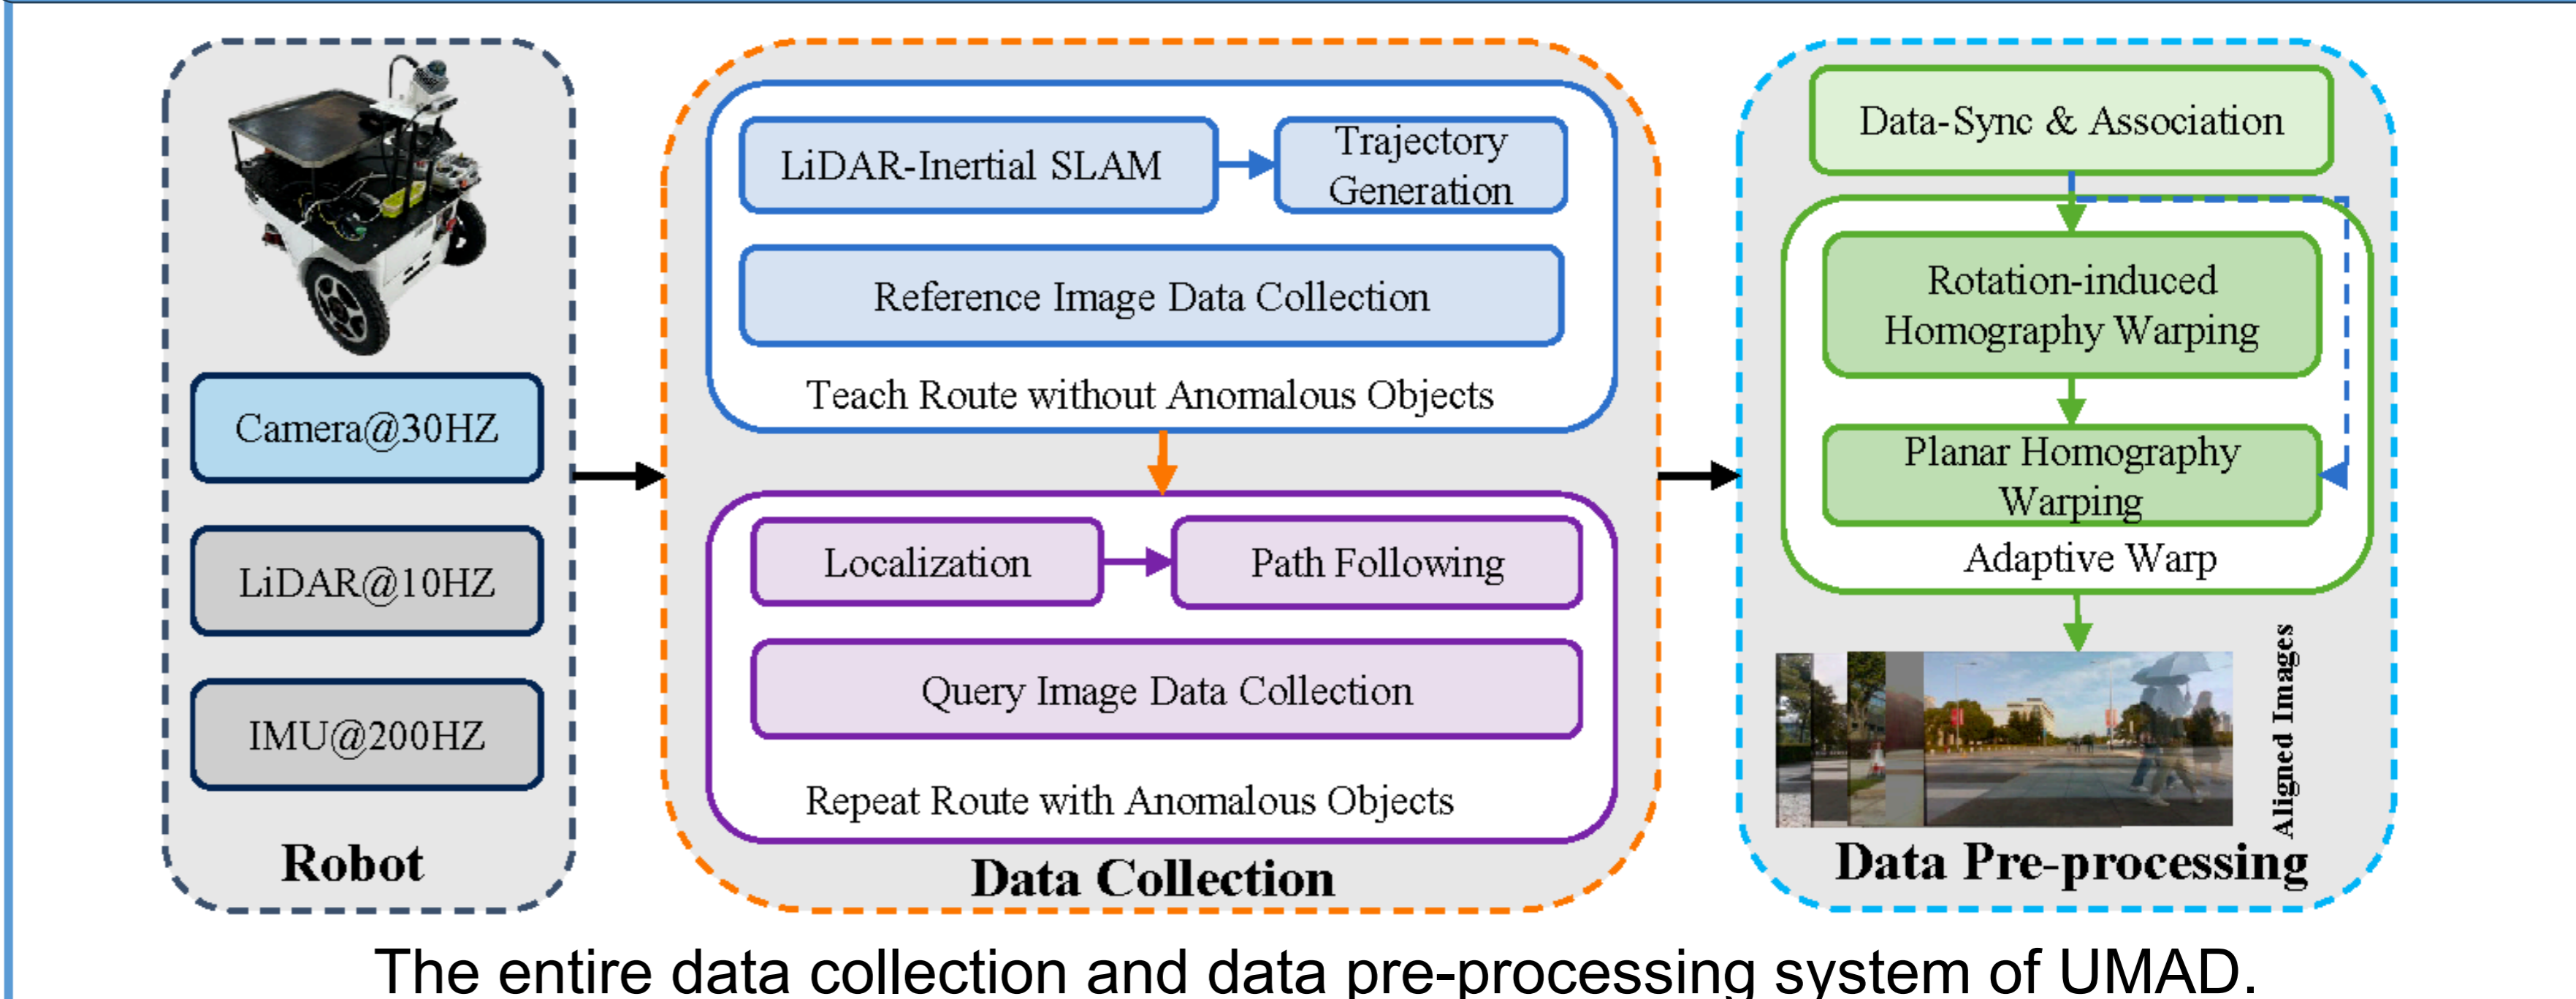 Camera@30HZ
LiDAR@10HZ
IMU@200HZ
Robot
LiDAR-Inertial SLAM
Trajectory
Generation
Reference Image Data Collection
Teach Route without Anomalous Objects
Localization
Path Following
Query Image Data Collection
Repeat Route with Anomalous Objects
Data Collection
Data-Sync & Association
Rotation-induced
Homography Warping
Planar Homography
Warping
Adaptive Warp
Aligned Images
Data Pre-processing
The entire data collection and data pre-processing system of UMAD.